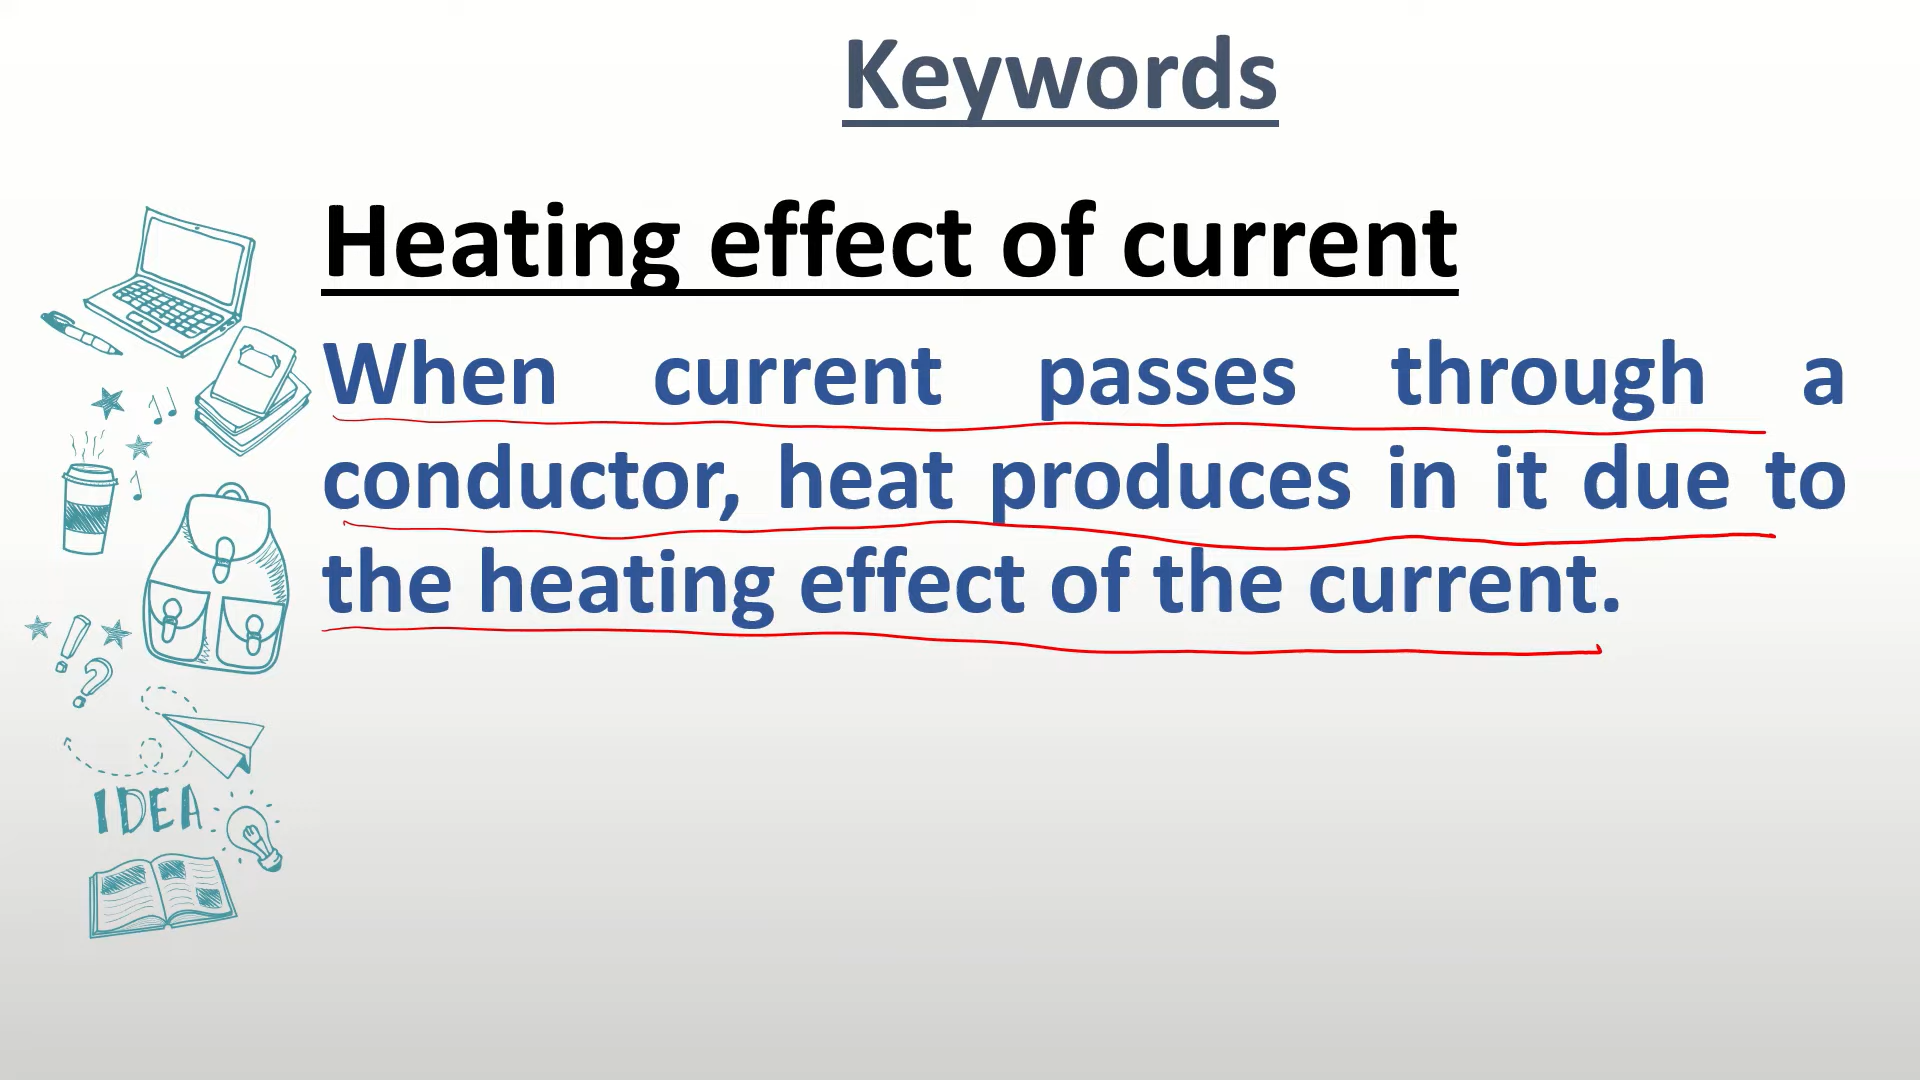 Keywords
Heating effect of current
When current passes through a
conductor, heat produces in it due to
the heating effect of the current.
IDEA